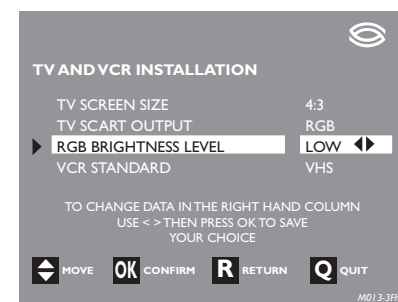 TV AND VCR INSTALLATION
TV SCREEN SIZE 4:3
TV SCART OUTPUT RGB
RGB BRIGHTNESS LEVEL LOW
VCR STANDARD VHS
TO CHANGE DATA IN THE RIGHT HAND COLUMN
USE < > THEN PRESS OK TO SAVE
YOUR CHOICE
MOVE OK CONFIRM R RETURN Q QUIT
M013-3Ft